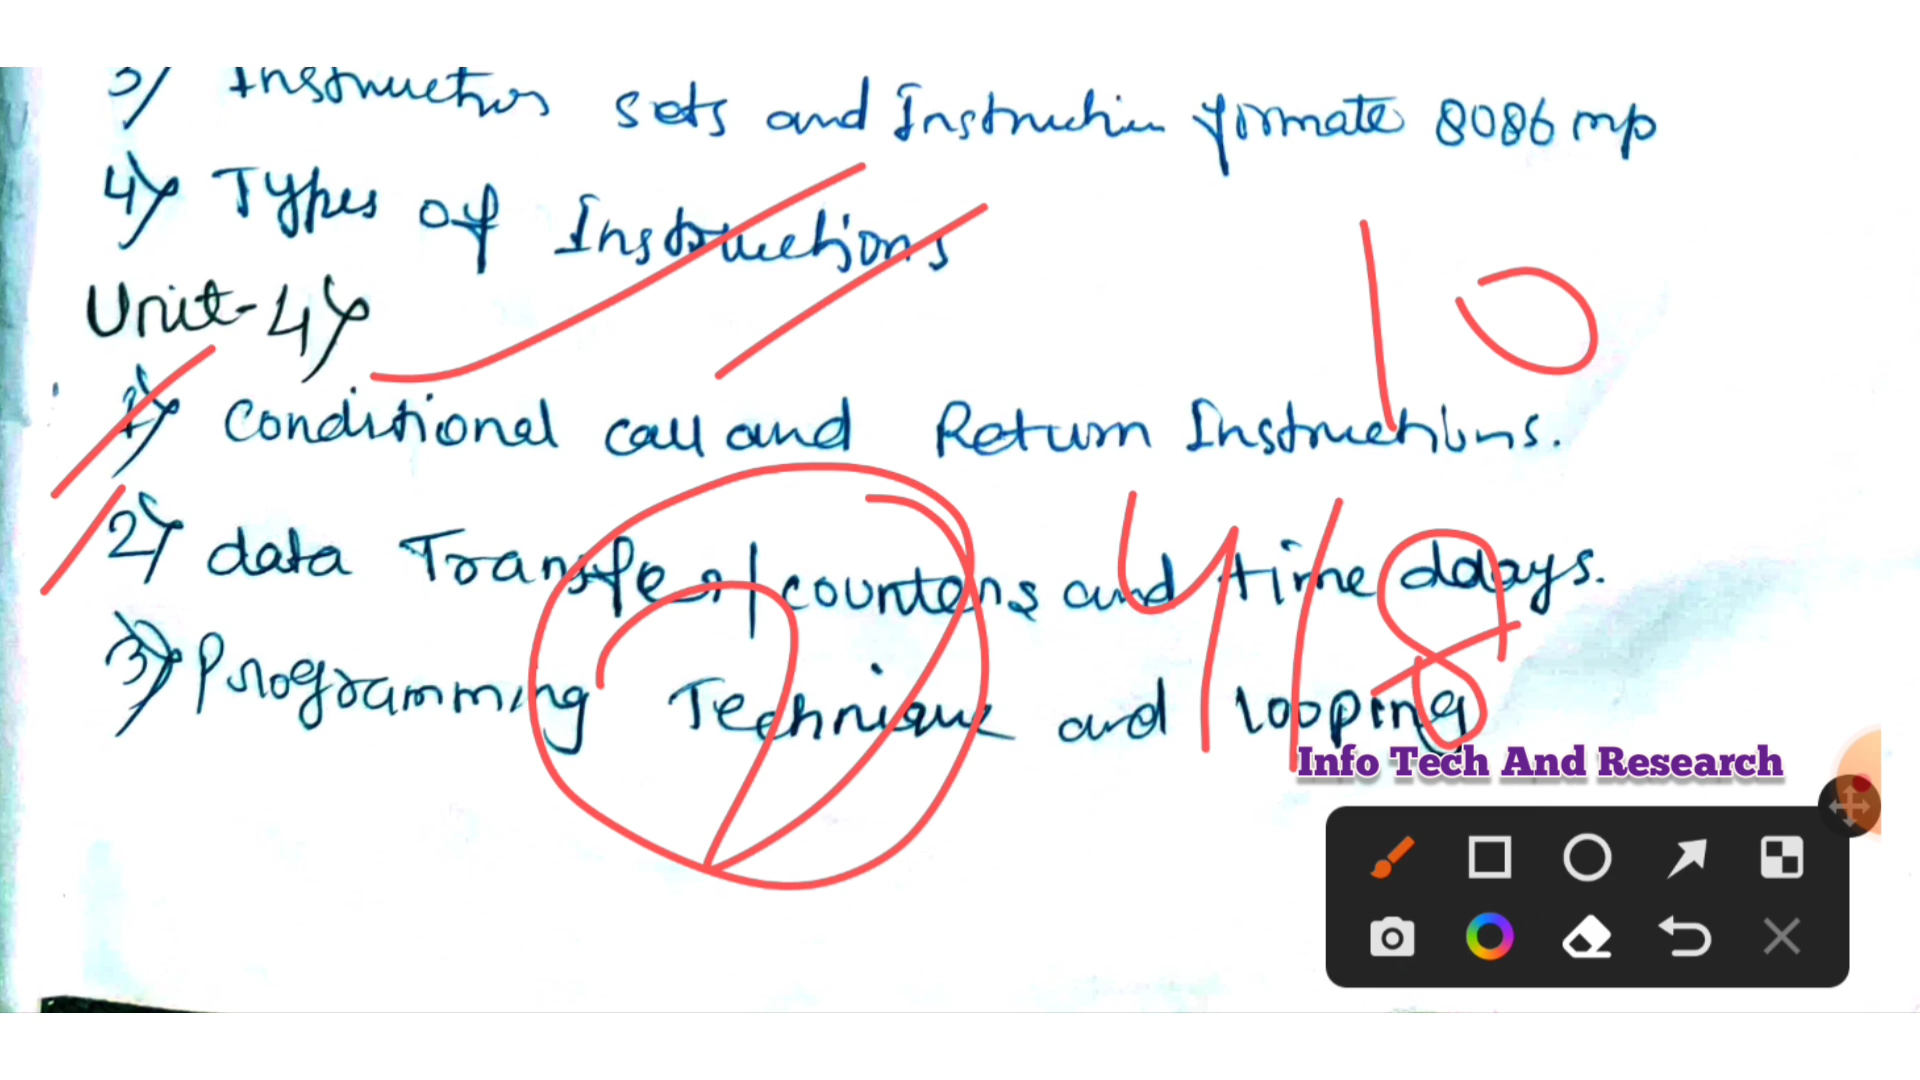 3) Instructions sets and Instruction formate 8086 mp
4) Types of Instructions
Unit-4)
10
1) Conditional call and Return Instructions.
2) data Transfer/counters and time delays.
3) Programming Technique and looping
2
4/8
Info Tech And Research